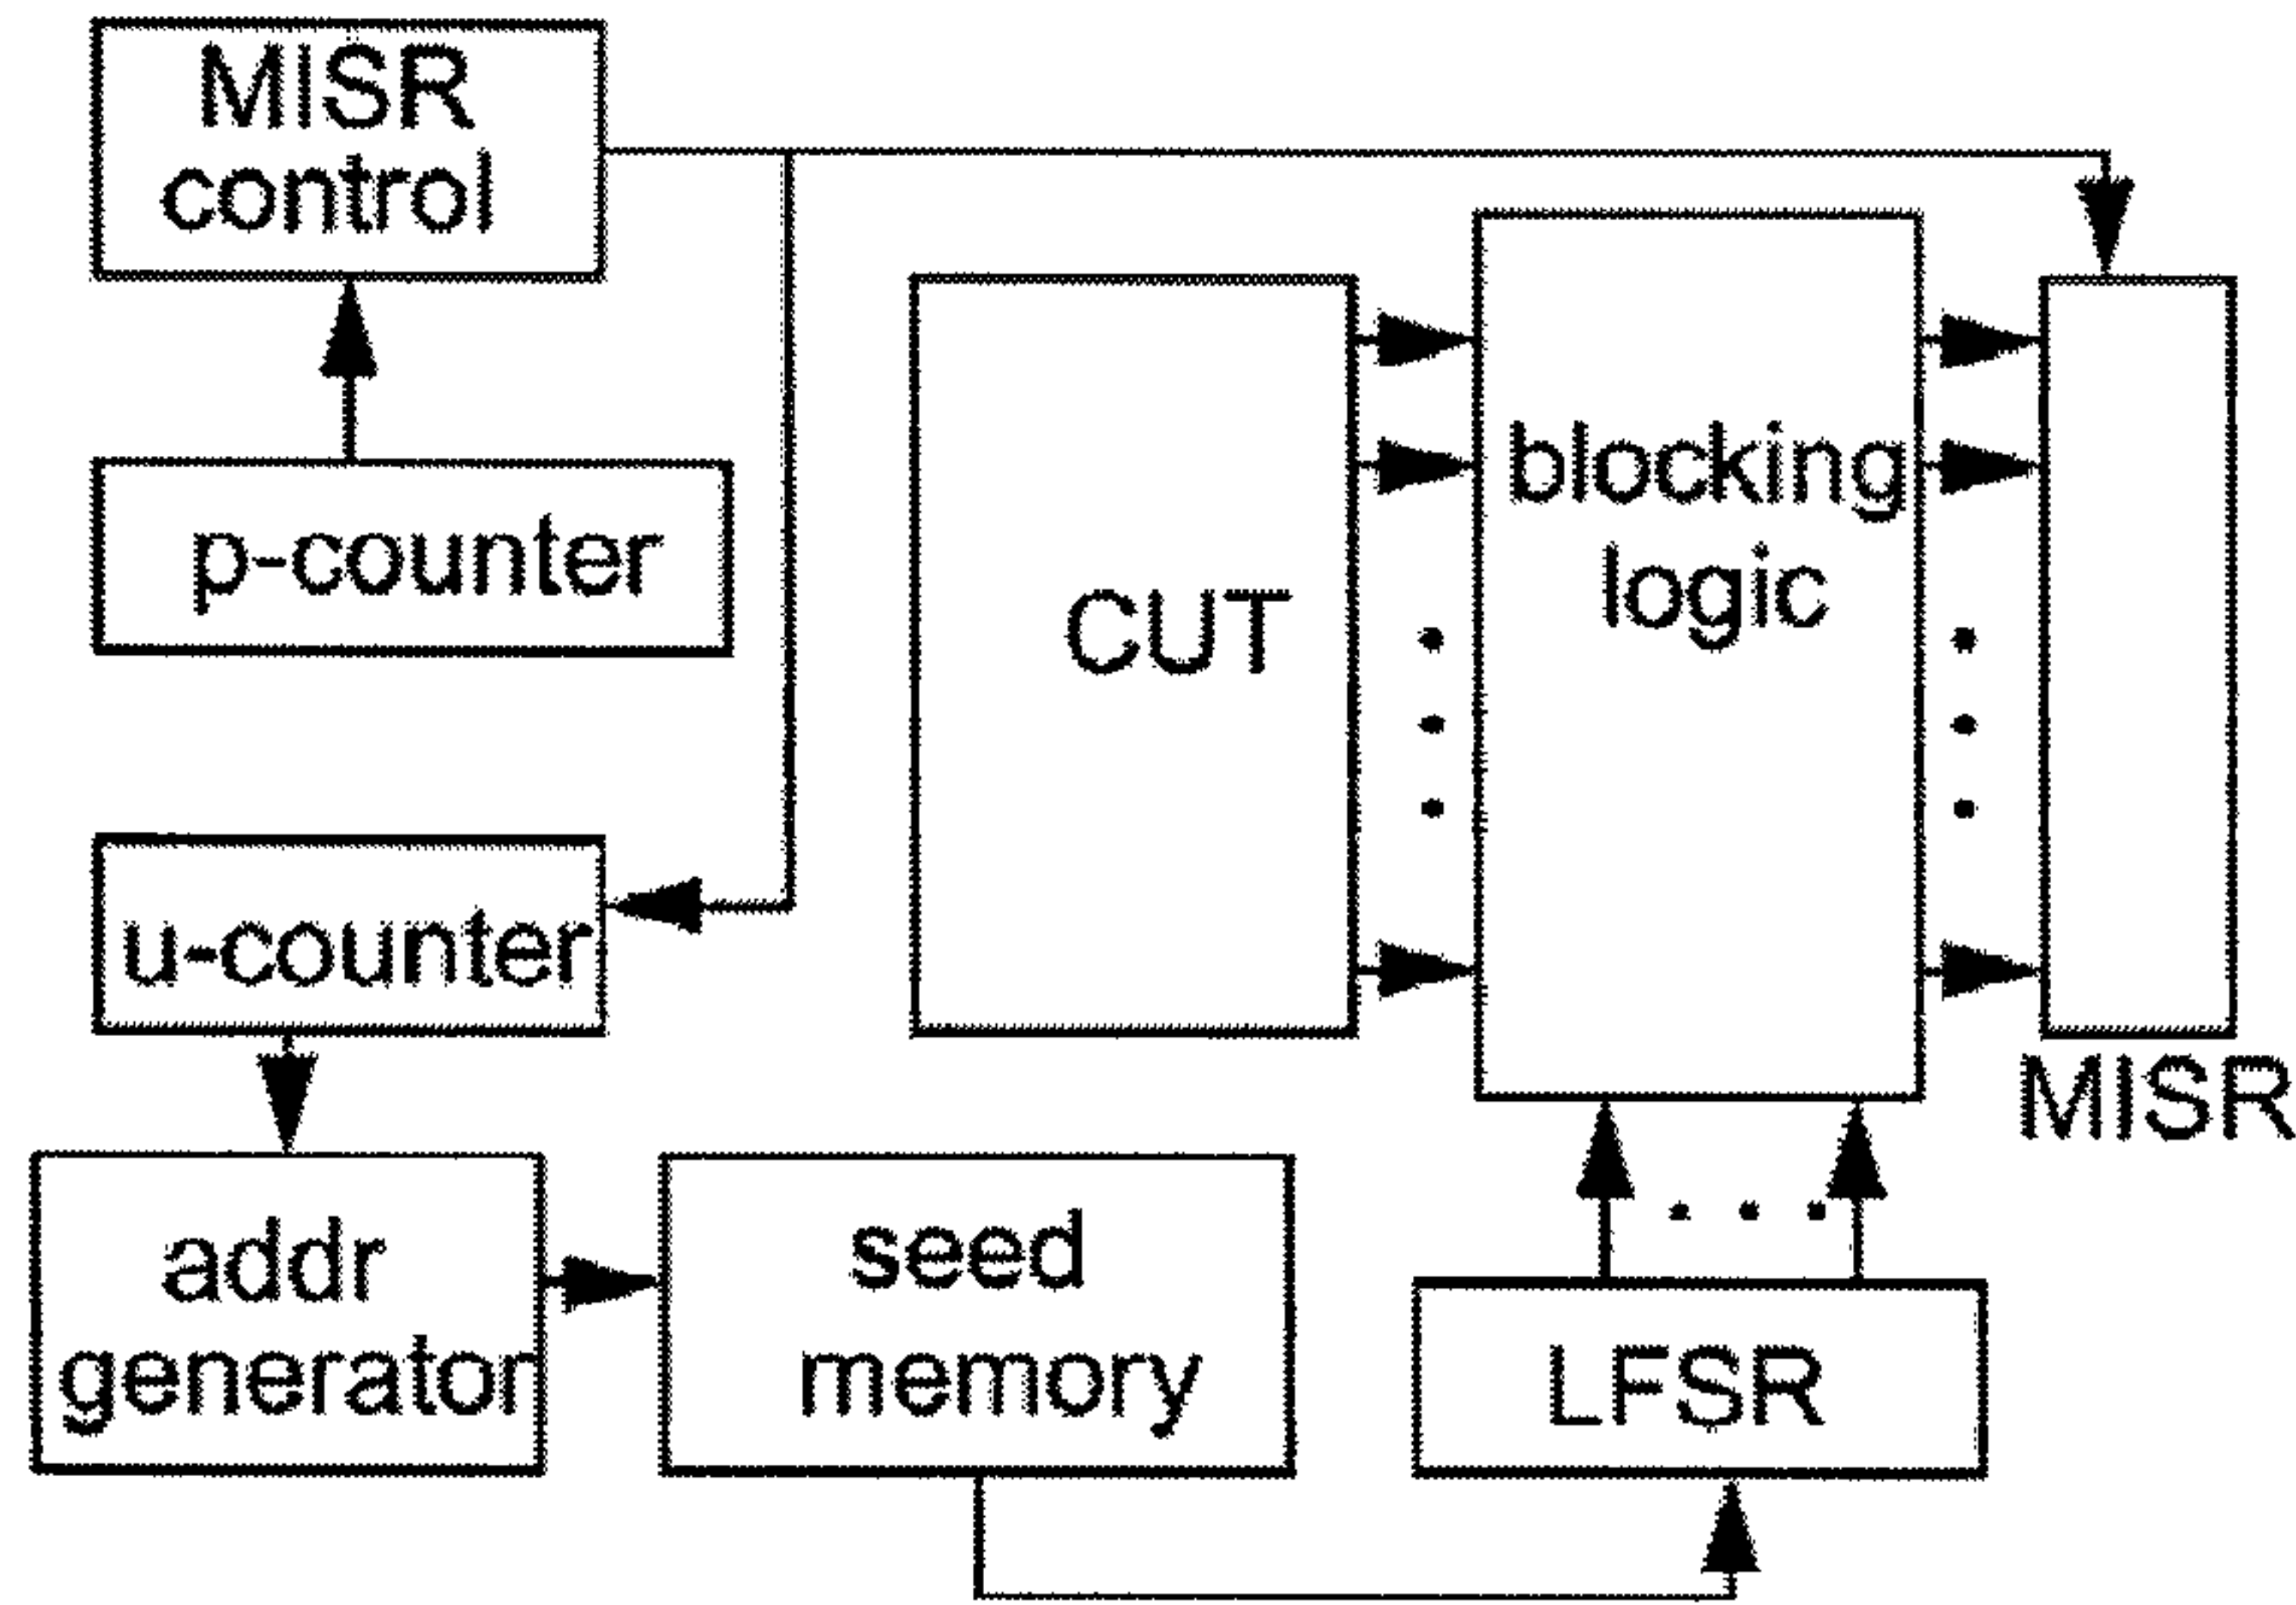 MISR
control
p-counter
CUT
blocking
logic
u-counter
MISR
addr
generator
seed
memory
LFSR